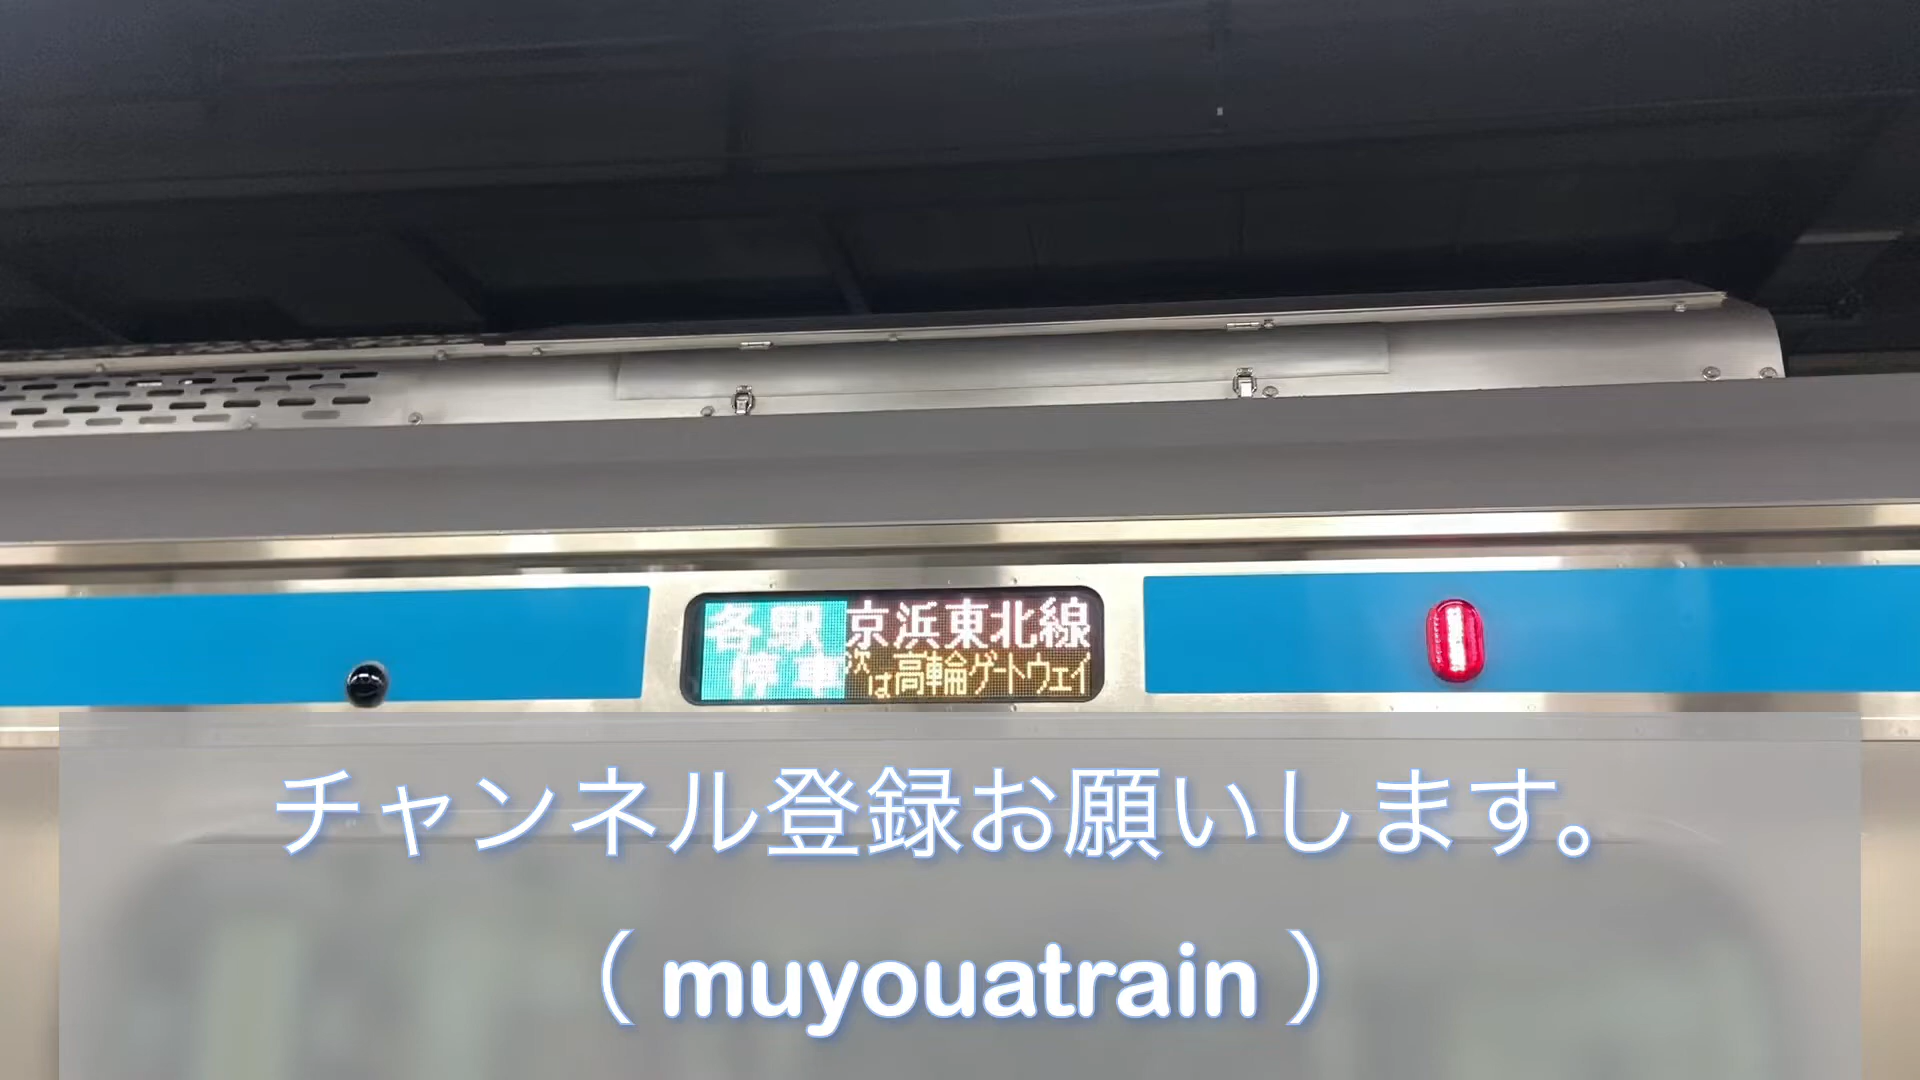 各駅停車
京浜東北線
次は高輪ゲートウェイ
チャンネル登録お願いします。
（ muyouatrain ）